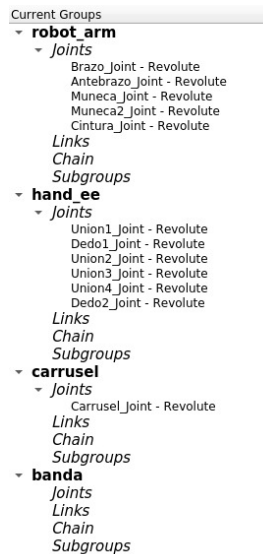 Current Groups
robot_arm
Joints
Brazo_Joint - Revolute
Antebrazo_Joint - Revolute
Muneca_Joint - Revolute
Muneca2_Joint - Revolute
Cintura_Joint - Revolute
Links
Chain
Subgroups
hand_ee
Joints
Union1_Joint - Revolute
Dedo1_Joint - Revolute
Union2_Joint - Revolute
Union3_Joint - Revolute
Union4_Joint - Revolute
Dedo2_Joint - Revolute
Links
Chain
Subgroups
carrusel
Joints
Carrusel_Joint - Revolute
Links
Chain
Subgroups
banda
Joints
Links
Chain
Subgroups